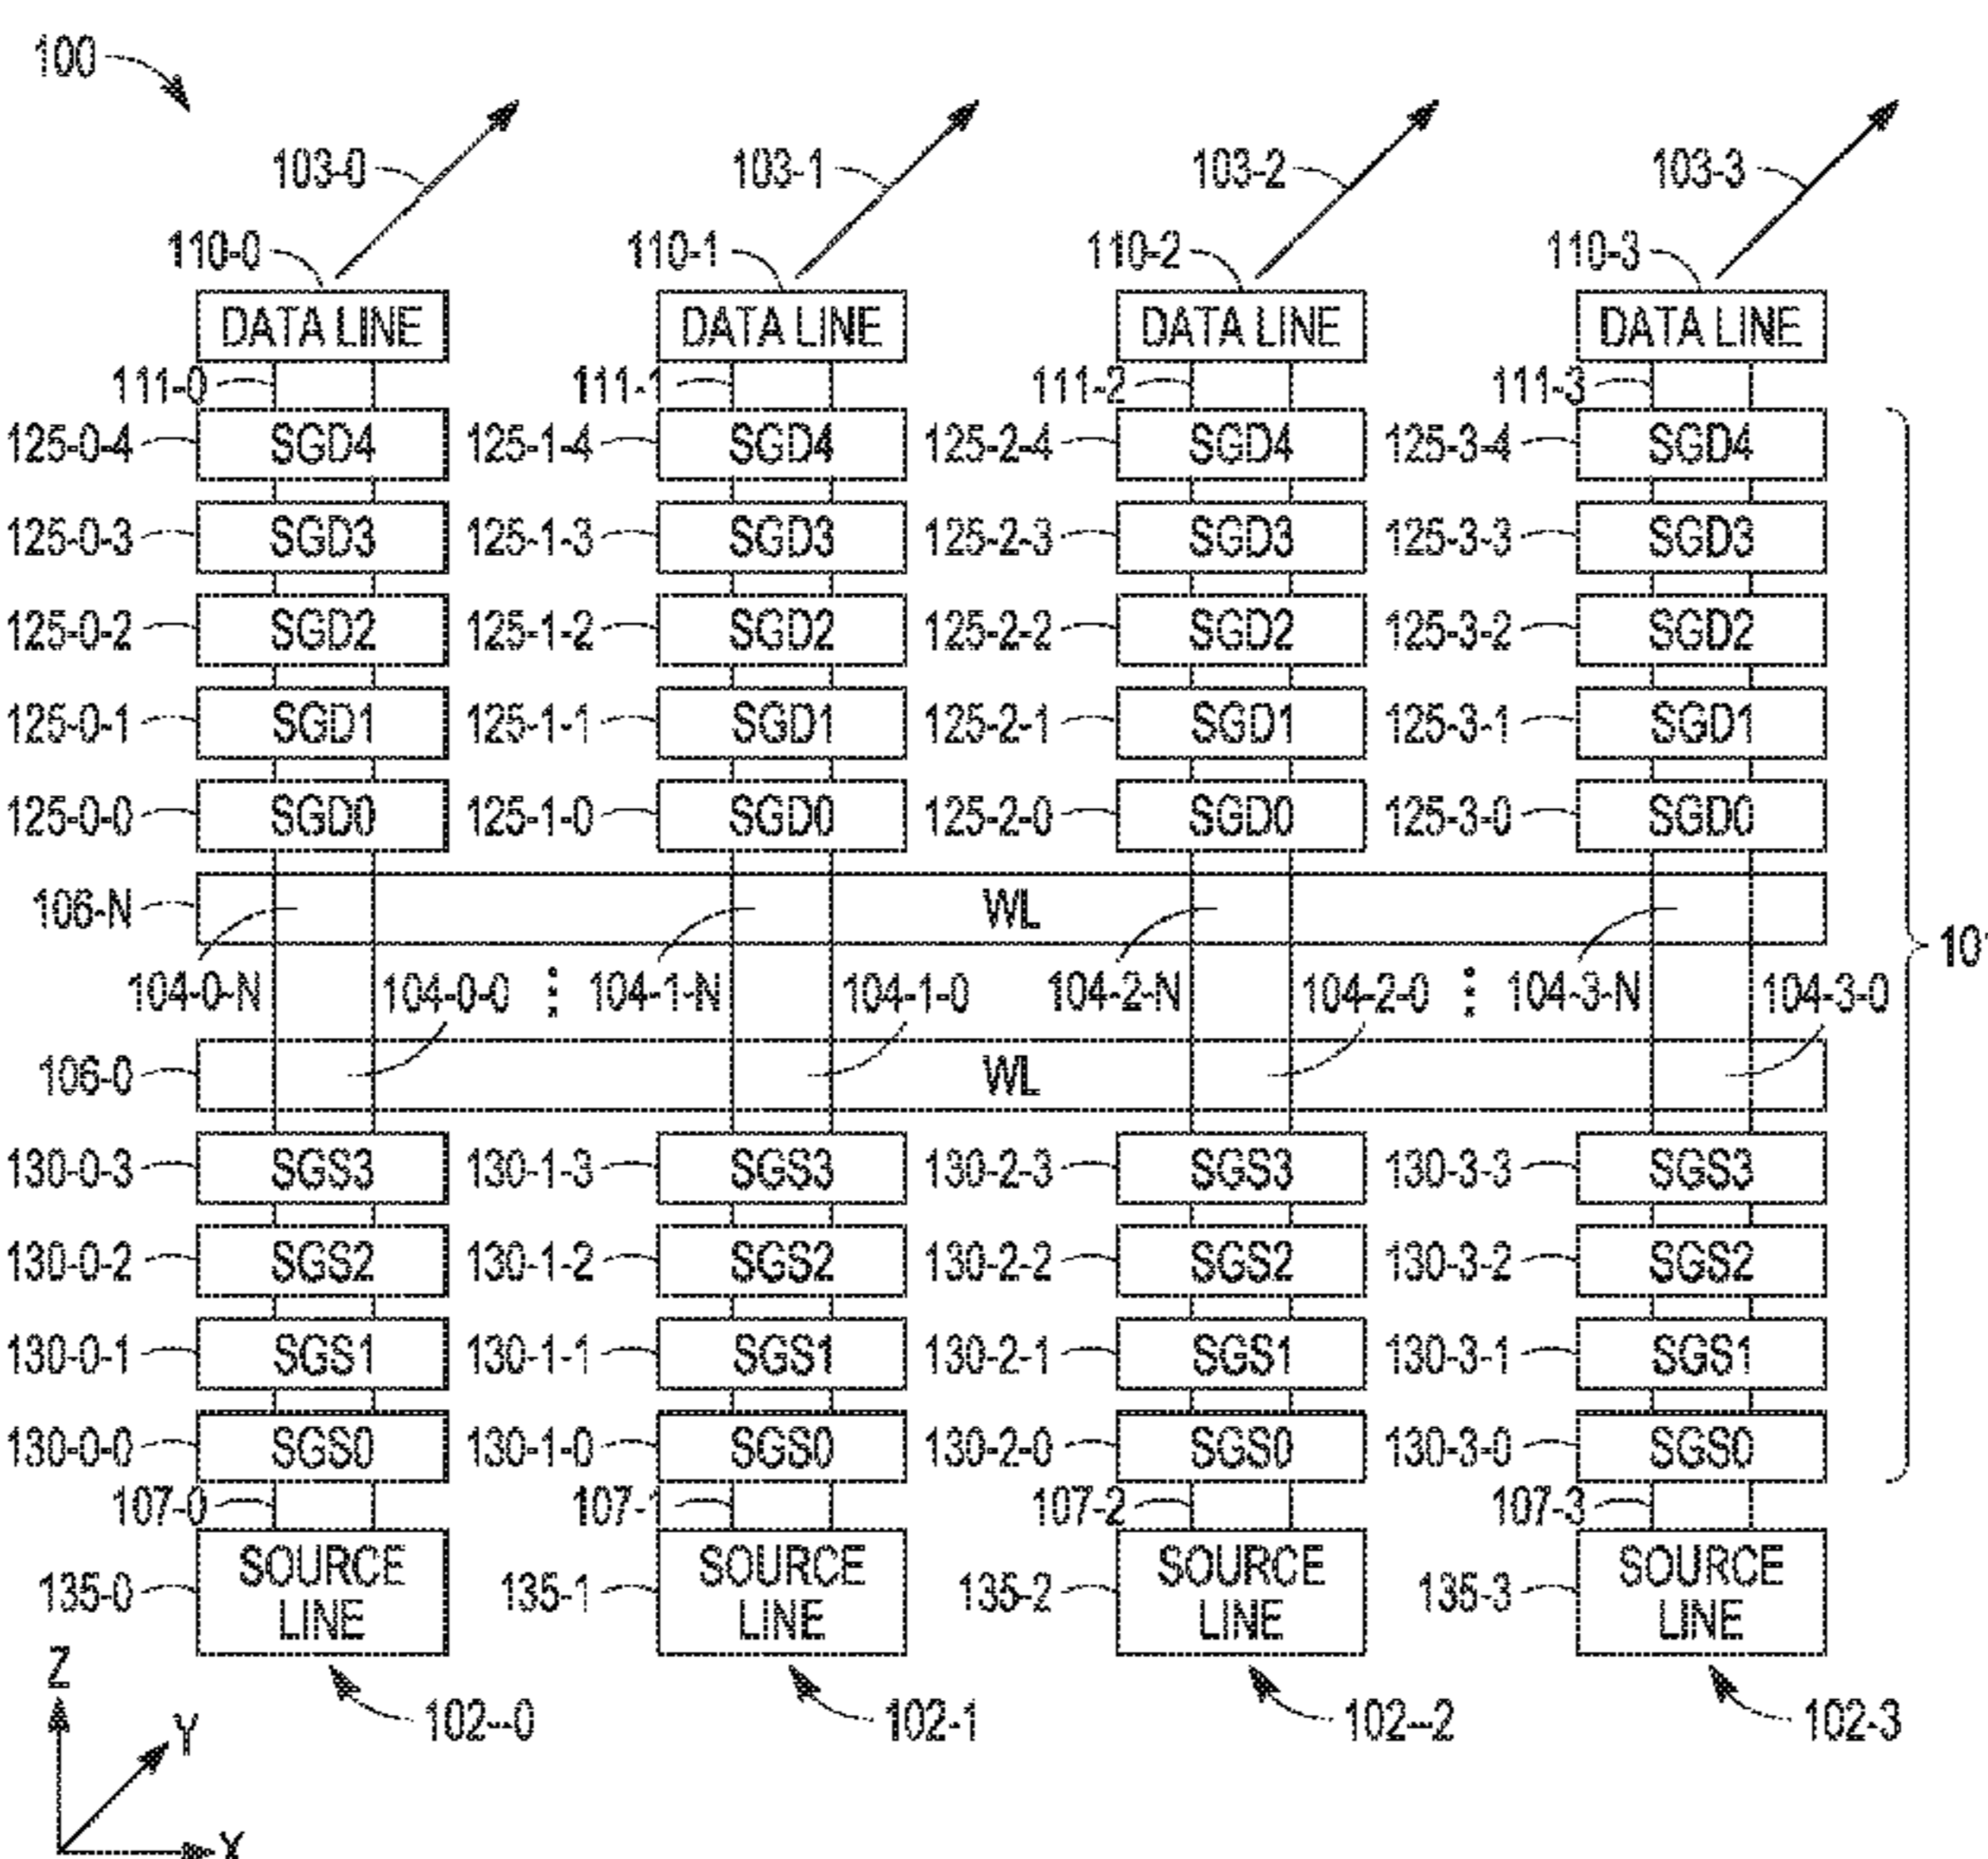 100
103-0 103-1 103-2 103-3
110-0 110-1 110-2 110-3
DATA LINE DATA LINE DATA LINE DATA LINE
111-0 111-1 111-2 111-3
125-0-4 SGD4 125-1-4 SGD4 125-2-4 SGD4 125-3-4 SGD4
125-0-3 SGD3 125-1-3 SGD3 125-2-3 SGD3 125-3-3 SGD3
125-0-2 SGD2 125-1-2 SGD2 125-2-2 SGD2 125-3-2 SGD2
125-0-1 SGD1 125-1-1 SGD1 125-2-1 SGD1 125-3-1 SGD1
125-0-0 SGD0 125-1-0 SGD0 125-2-0 SGD0 125-3-0 SGD0
106-N WL
104-0-N 104-0-0 104-1-N 104-1-0 104-2-N 104-2-0 104-3-N 104-3-0
106-0 WL
130-0-3 SGS3 130-1-3 SGS3 130-2-3 SGS3 130-3-3 SGS3
130-0-2 SGS2 130-1-2 SGS2 130-2-2 SGS2 130-3-2 SGS2
130-0-1 SGS1 130-1-1 SGS1 130-2-1 SGS1 130-3-1 SGS1
130-0-0 SGS0 130-1-0 SGS0 130-2-0 SGS0 130-3-0 SGS0
107-0 107-1 107-2 107-3
135-0 SOURCE LINE 135-1 SOURCE LINE 135-2 SOURCE LINE 135-3 SOURCE LINE
102--0 102-1 102--2 102-3
Z
Y
X